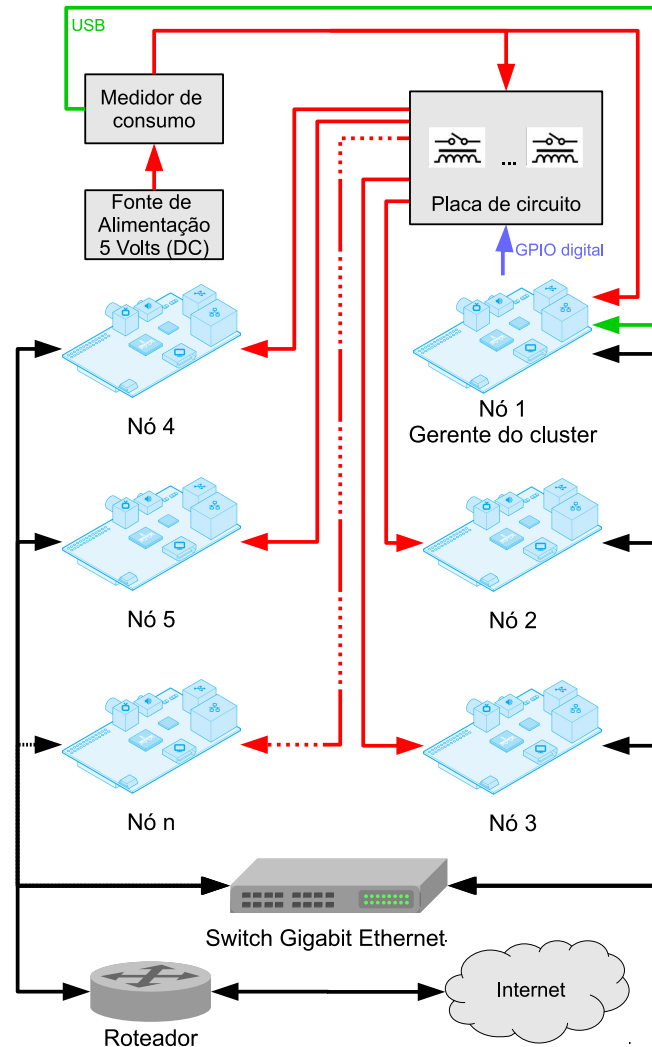 USB
Medidor de
consumo
Fonte de
Alimentação
5 Volts (DC)
...
Placa de circuito
GPIO digital
Nó 4
Nó 1
Gerente do cluster
Nó 5
Nó 2
Nó n
Nó 3
Switch Gigabit Ethernet
Roteador
Internet